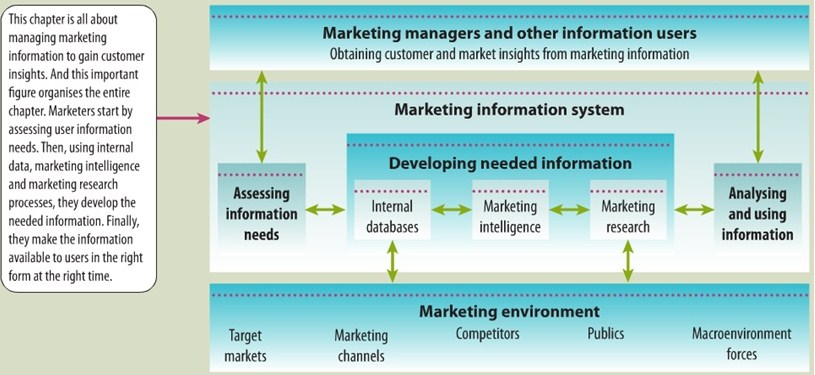 This chapter is all about
managing marketing
information to gain customer
insights. And this important
figure organises the entire
chapter. Marketers start by
assessing user information
needs. Then, using internal
data, marketing intelligence
and marketing research
processes, they develop the
needed information. Finally,
they make the information
available to users in the right
form at the right time.
Marketing managers and other information users
Obtaining customer and market insights from marketing information
Marketing information system
Developing needed information
Assessing
information
needs
Internal
databases
Marketing
intelligence
Marketing
research
Analysing
and using
information
Marketing environment
Target
markets
Marketing
channels
Competitors
Publics
Macroenvironment
forces